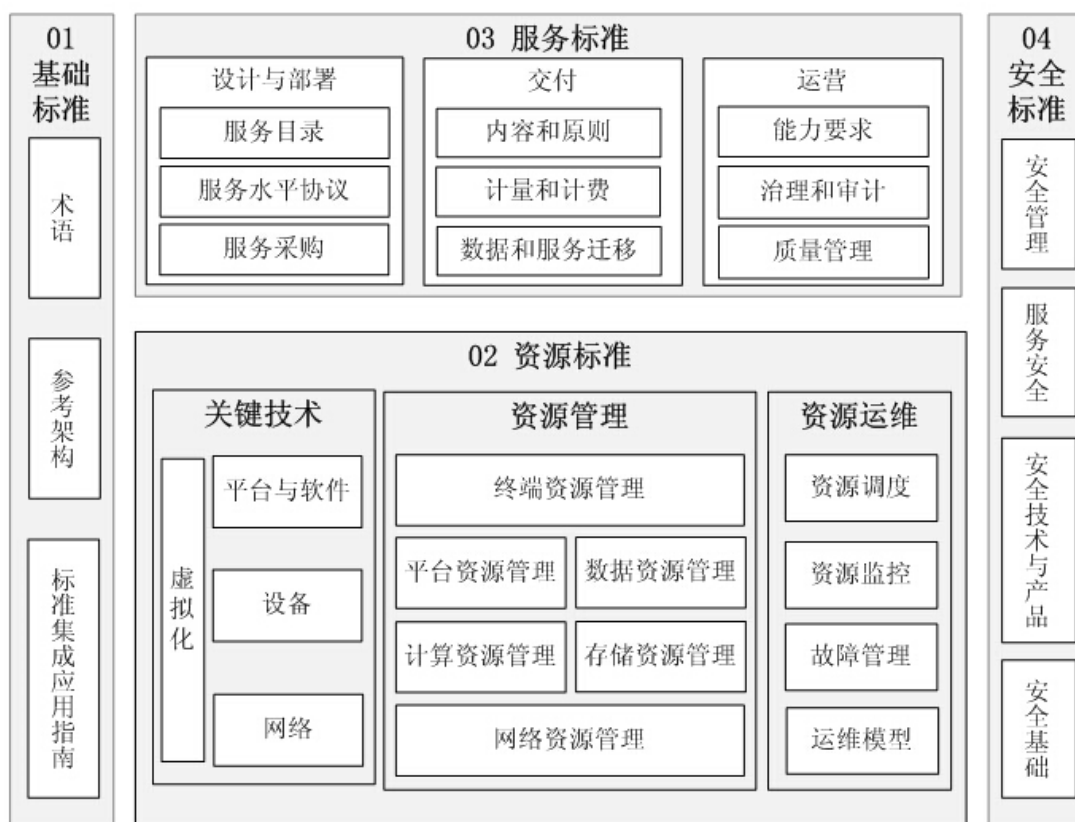 01
基础
标准
术语
参考架构
标准集成应用指南
03 服务标准
设计与部署
服务目录
服务水平协议
服务采购
交付
内容和原则
计量和计费
数据和服务迁移
运营
能力要求
治理和审计
质量管理
02 资源标准
关键技术
虚拟化
平台与软件
设备
网络
资源管理
终端资源管理
平台资源管理
数据资源管理
计算资源管理
存储资源管理
网络资源管理
资源运维
资源调度
资源监控
故障管理
运维模型
04
安全
标准
安全管理
服务安全
安全技术与产品
安全基础